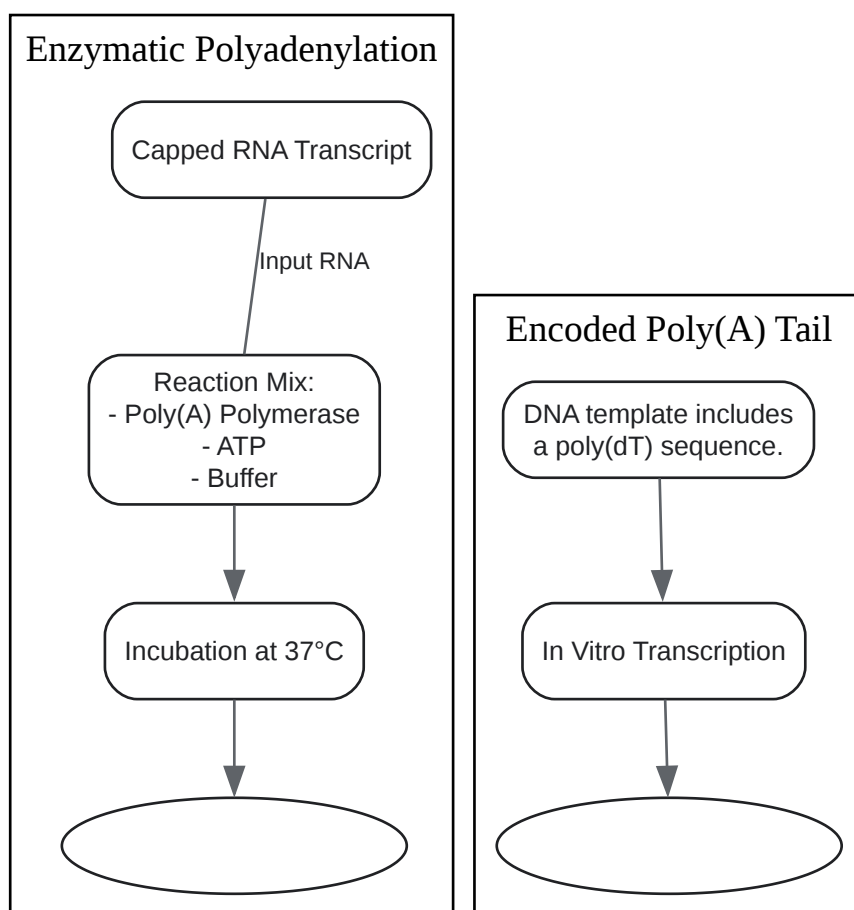 Enzymatic Polyadenylation
Capped RNA Transcript
Input RNA
Reaction Mix:
- Poly(A) Polymerase
- ATP
- Buffer
Incubation at 37°C
Encoded Poly(A) Tail
DNA template includes
a poly(dT) sequence.
In Vitro Transcription